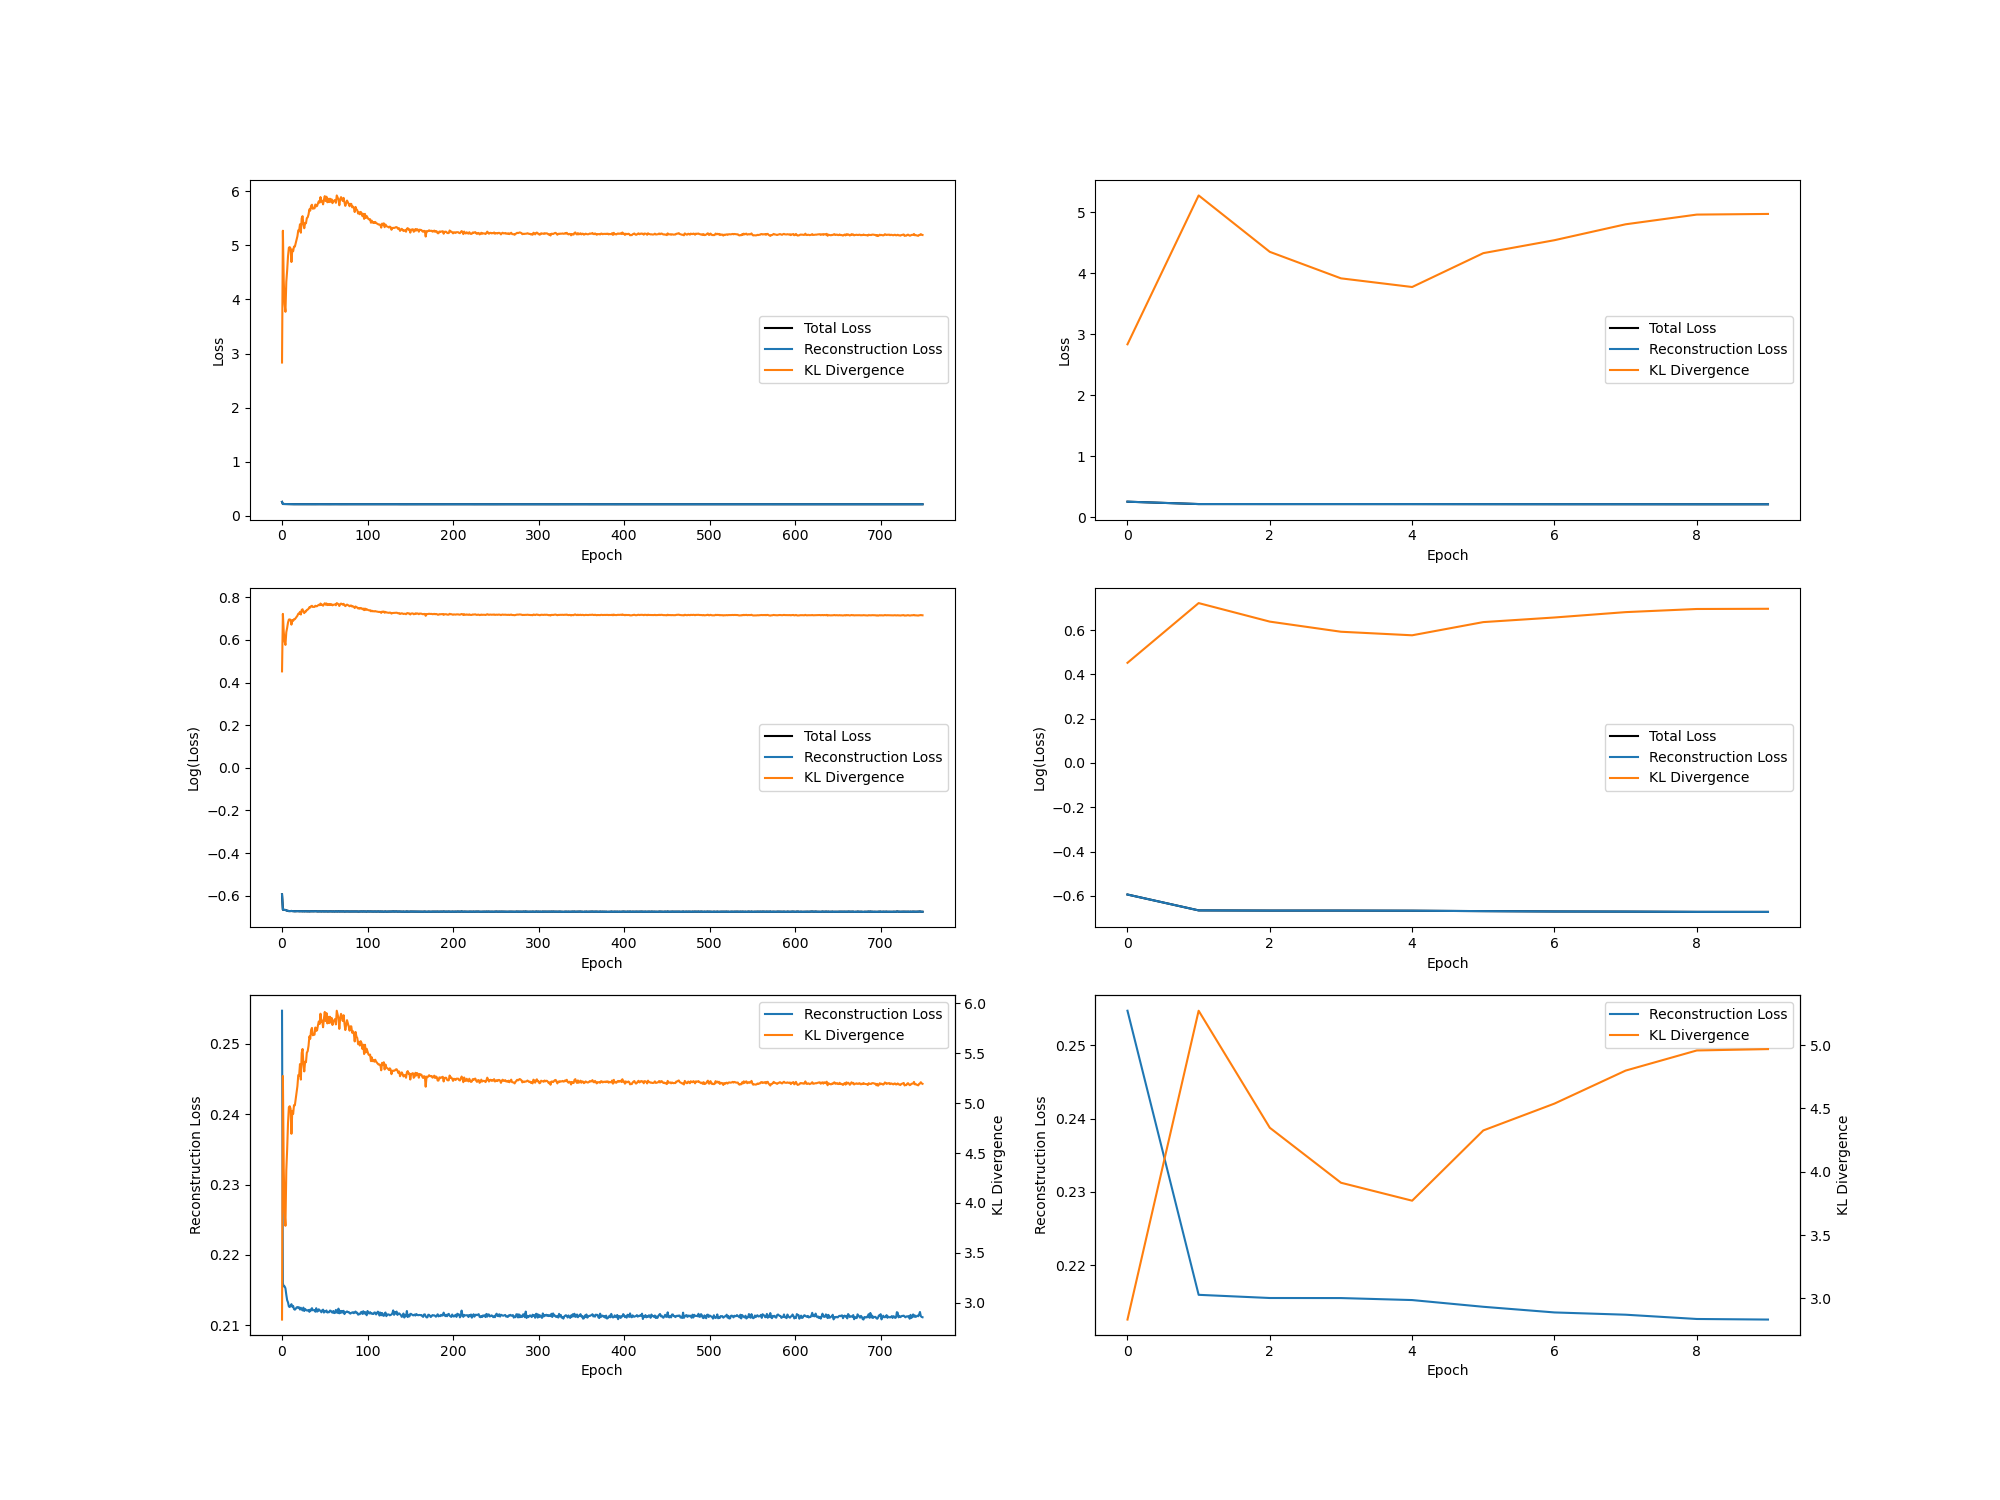 6
5
4
3
2
1
0
Loss
0 100 200 300 400 500 600 700
Epoch
Total Loss
Reconstruction Loss
KL Divergence
5
4
3
2
1
0
Loss
0 2 4 6 8
Epoch
Total Loss
Reconstruction Loss
KL Divergence
0.8
0.6
0.4
0.2
0.0
−0.2
−0.4
−0.6
Log(Loss)
0 100 200 300 400 500 600 700
Epoch
Total Loss
Reconstruction Loss
KL Divergence
0.6
0.4
0.2
0.0
−0.2
−0.4
−0.6
Log(Loss)
0 2 4 6 8
Epoch
Total Loss
Reconstruction Loss
KL Divergence
0.25
0.24
0.23
0.22
0.21
Reconstruction Loss
0 100 200 300 400 500 600 700
Epoch
Reconstruction Loss
KL Divergence
6.0
5.5
5.0
4.5
4.0
3.5
3.0
KL Divergence
0.25
0.24
0.23
0.22
Reconstruction Loss
0 2 4 6 8
Epoch
Reconstruction Loss
KL Divergence
5.0
4.5
4.0
3.5
3.0
KL Divergence